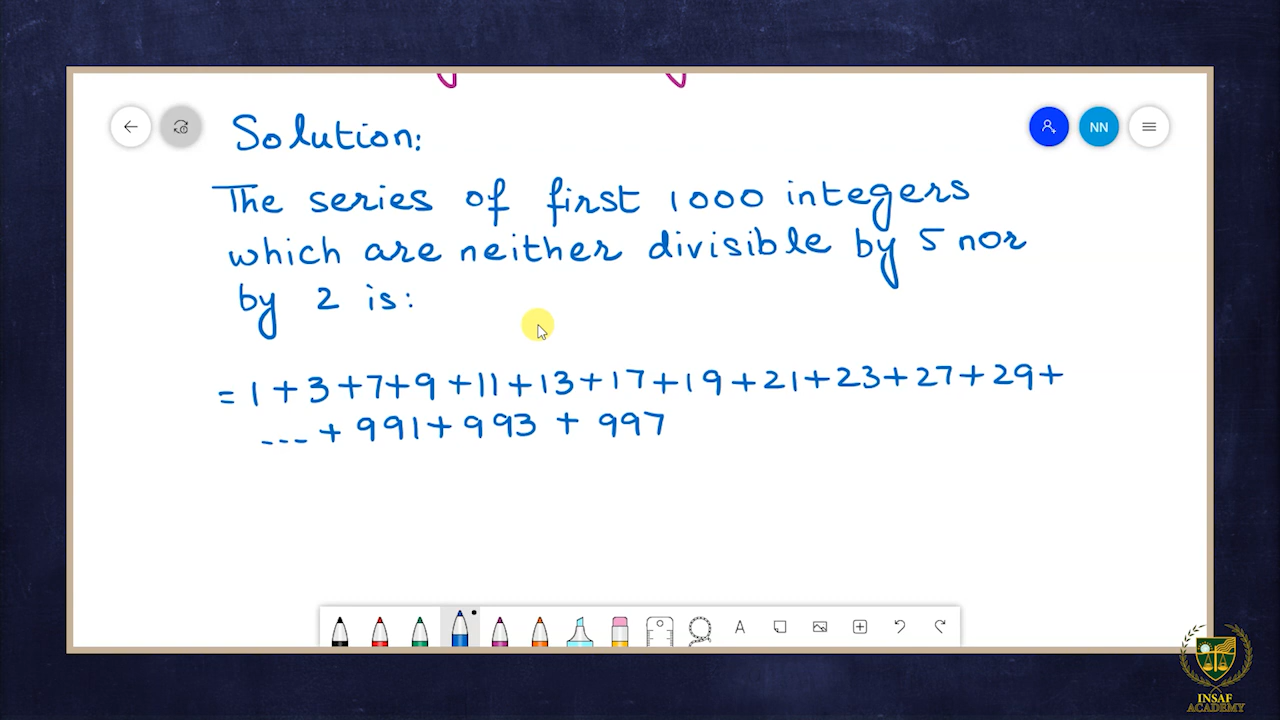 NN
Solution:
The series of first 1000 integers
which are neither divisible by 5 nor
by 2 is:
= 1 + 3 + 7 + 9 + 11 + 13 + 17 + 19 + 21 + 23 + 27 + 29 +
--- + 991 + 993 + 997
A
INSAF
ACADEMY